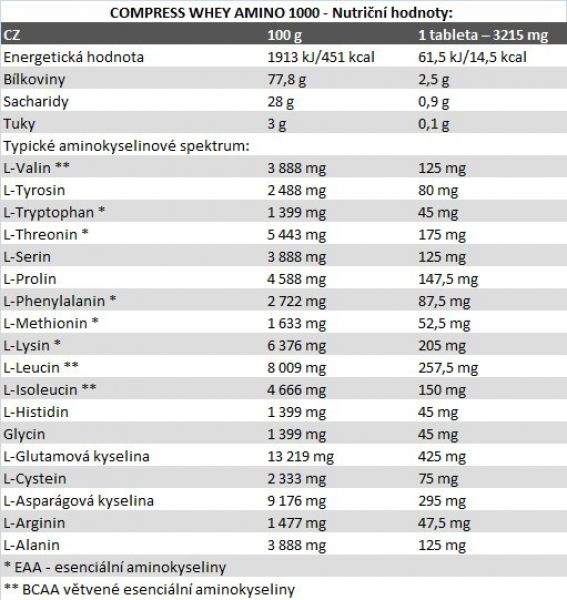 COMPRESS WHEY AMINO 1000 - Nutriční hodnoty:
CZ 100 g 1 tableta – 3215 mg
Energetická hodnota 1913 kJ/451 kcal 61,5 kJ/14,5 kcal
Bílkoviny 77,8 g 2,5 g
Sacharidy 28 g 0,9 g
Tuky 3 g 0,1 g
Typické aminokyselinové spektrum:
L-Valin ** 3 888 mg 125 mg
L-Tyrosin 2 488 mg 80 mg
L-Tryptophan * 1 399 mg 45 mg
L-Threonin * 5 443 mg 175 mg
L-Serin 3 888 mg 125 mg
L-Prolin 4 588 mg 147,5 mg
L-Phenylalanin * 2 722 mg 87,5 mg
L-Methionin * 1 633 mg 52,5 mg
L-Lysin * 6 376 mg 205 mg
L-Leucin ** 8 009 mg 257,5 mg
L-Isoleucin ** 4 666 mg 150 mg
L-Histidin 1 399 mg 45 mg
Glycin 1 399 mg 45 mg
L-Glutamová kyselina 13 219 mg 425 mg
L-Cystein 2 333 mg 75 mg
L-Asparágová kyselina 9 176 mg 295 mg
L-Arginin 1 477 mg 47,5 mg
L-Alanin 3 888 mg 125 mg
* EAA - esenciální aminokyseliny
** BCAA větvené esenciální aminokyseliny